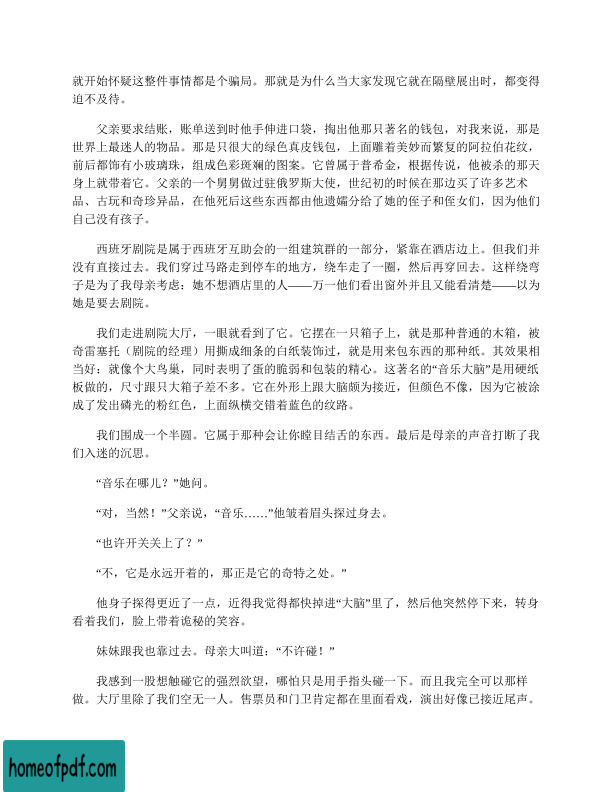 就开始怀疑这整件事情都是个骗局。那就是为什么当大家发现它就在隔壁展出时，都变得
迫不及待。
父亲要求结账，账单送到时他手伸进口袋，掏出他那只著名的钱包，对我来说，那是
世界上最迷人的物品。那是只很大的绿色真皮钱包，上面雕着美妙而繁复的阿拉伯花纹，
前后都饰有小玻璃珠，组成色彩斑斓的图案。它曾属于普希金，根据传说，他被杀的那天
身上就带着它。父亲的一个舅舅做过驻俄罗斯大使，世纪初的时候在那边买了许多艺术
品、古玩和奇珍异品，在他死后这些东西都由他遗孀分给了她的侄子和侄女们，因为他们
自己没有孩子。
西班牙剧院是属于西班牙互助会的一组建筑群的一部分，紧靠在酒店边上。但我们并
没有直接过去。我们穿过马路走到停车的地方，绕车走了一圈，然后再穿回去。这样绕弯
子是为了我母亲考虑：她不想酒店里的人——万一他们看出窗外并且又能看清楚——以为
她是要去剧院。
我们走进剧院大厅，一眼就看到了它。它摆在一只箱子上，就是那种普通的木箱，被
奇雷塞托（剧院的经理）用撕成细条的白纸装饰过，就是用来包东西的那种纸。其效果相
当好：就像个大鸟巢，同时表明了蛋的脆弱和包装的精心。这著名的“音乐大脑”是用硬纸
板做的，尺寸跟只大箱子差不多。它在外形上跟大脑颇为接近，但颜色不像，因为它被涂
成了发出磷光的粉红色，上面纵横交错着蓝色的纹路。
我们围成一个半圆。它属于那种会让你瞠目结舌的东西。最后是母亲的声音打断了我
们入迷的沉思。
“音乐在哪儿？”她问。
“对，当然！”父亲说，“音乐……”他皱着眉头探过身去。
“也许开关关上了？”
“不，它是永远开着的，那正是它的奇特之处。”
他身子探得更近了一点，近得我觉得都快掉进“大脑”里了，然后他突然停下来，转身
看着我们，脸上带着诡秘的笑容。
妹妹跟我也靠过去。母亲大叫道：“不许碰！”
我感到一股想触碰它的强烈欲望，哪怕只是用手指头碰一下。而且我完全可以那样
做。大厅里除了我们空无一人。售票员和门卫肯定都在里面看戏，演出好像已接近尾声。
homeofpdf.com